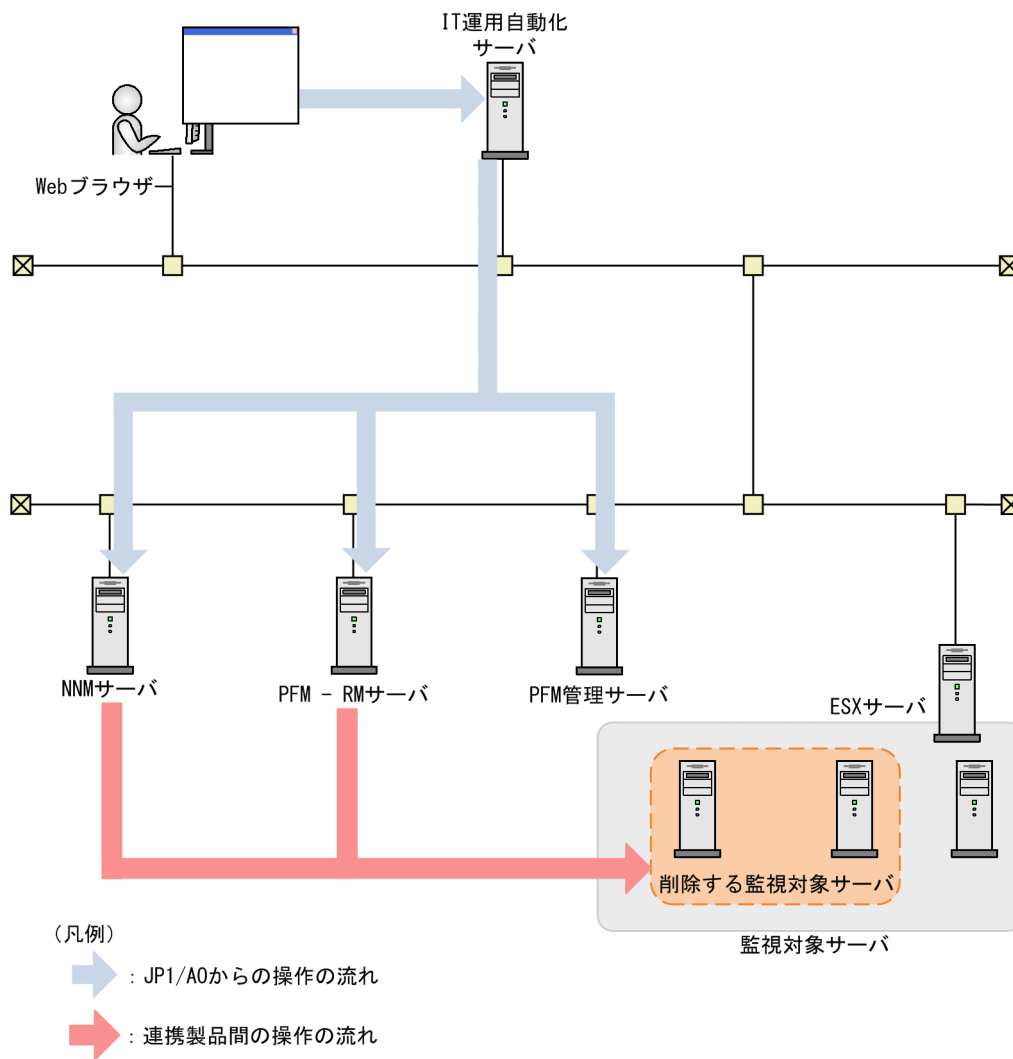 IT運用自動化
サーバ
Webブラウザー
NNMサーバ
PFM - RMサーバ
PFM管理サーバ
ESXサーバ
削除する監視対象サーバ
監視対象サーバ
(凡例)
: JP1/AOからの操作の流れ
: 連携製品間の操作の流れ